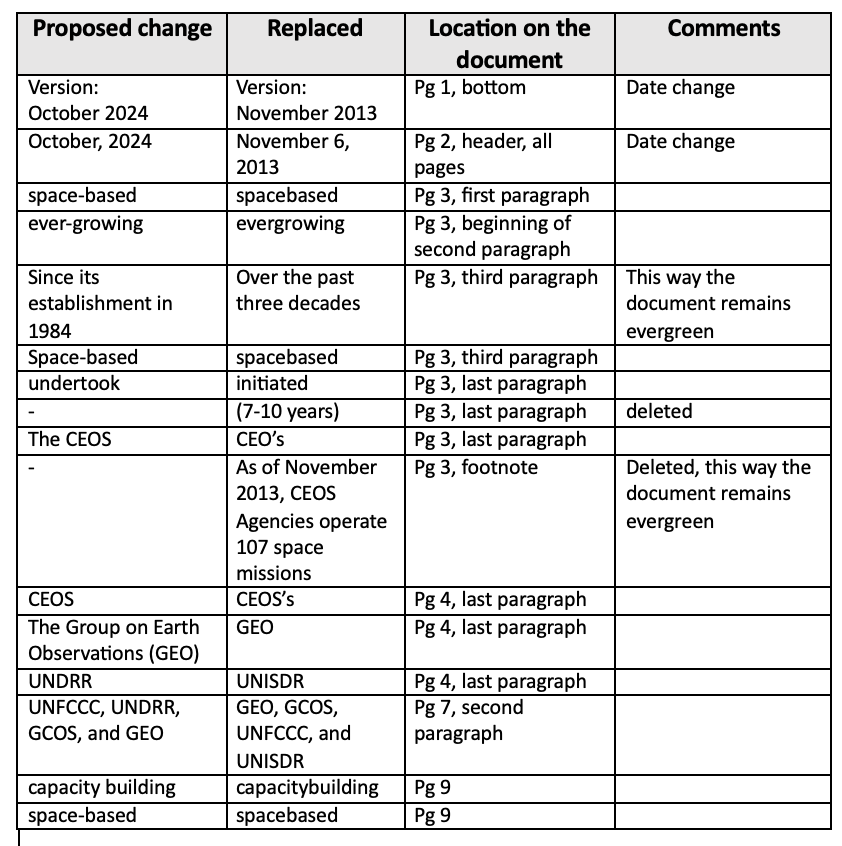 Proposed change Replaced Location on the document Comments
Version: October 2024 Version: November 2013 Pg 1, bottom Date change
October, 2024 November 6, 2013 Pg 2, header, all pages Date change
space-based spacebased Pg 3, first paragraph
ever-growing evergrowing Pg 3, beginning of second paragraph
Since its establishment in 1984 Over the past three decades Pg 3, third paragraph This way the document remains evergreen
Space-based spacebased Pg 3, third paragraph
undertook initiated Pg 3, last paragraph
- (7-10 years) Pg 3, last paragraph deleted
The CEOS CEO’s Pg 3, last paragraph
- As of November 2013, CEOS Agencies operate 107 space missions Pg 3, footnote Deleted, this way the document remains evergreen
CEOS CEOS’s Pg 4, last paragraph
The Group on Earth Observations (GEO) GEO Pg 4, last paragraph
UNDRR UNISDR Pg 4, last paragraph
UNFCCC, UNDRR, GCOS, and GEO GEO, GCOS, UNFCCC, and UNISDR Pg 7, second paragraph
capacity building capacitybuilding Pg 9
space-based spacebased Pg 9